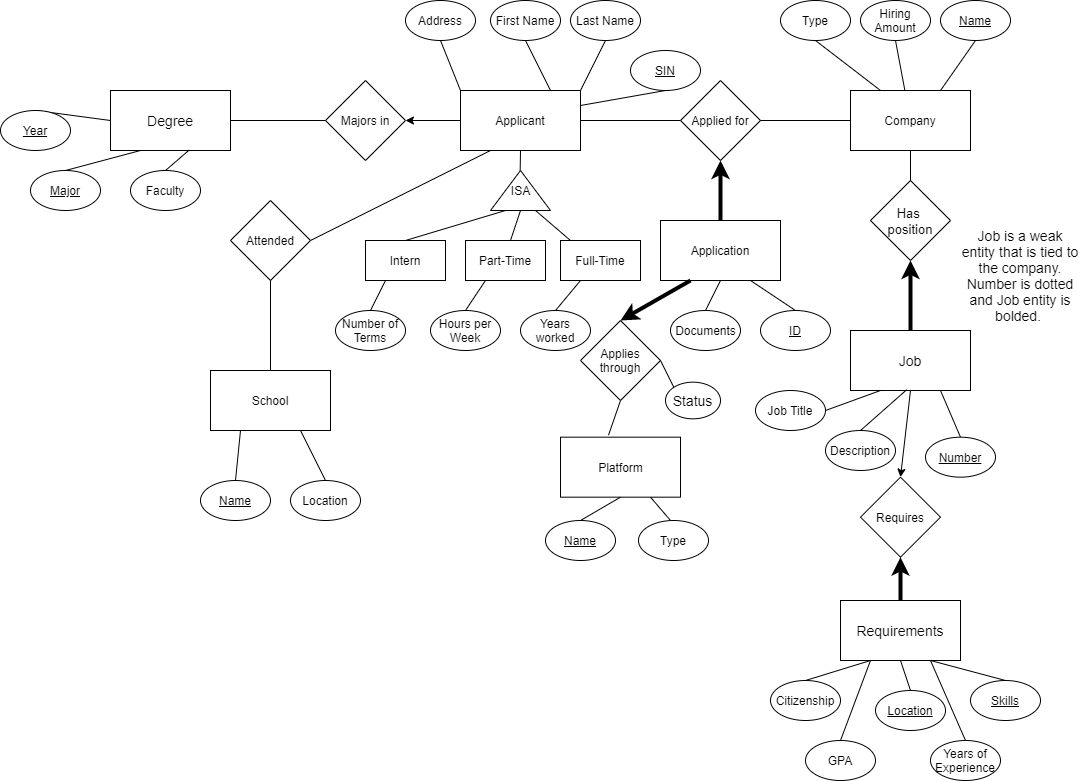 Address
First Name
Last Name
Type
Hiring
Amount
Name
SIN
Degree
Majors in
Applicant
Applied for
Company
Year
Major
Faculty
ISA
Has
position
Attended
Intern
Part-Time
Full-Time
Application
Job is a weak
entity that is tied to
the company.
Number is dotted
and Job entity is
bolded.
Number of
Terms
Hours per
Week
Years
worked
Documents
ID
Applies
through
Job
School
Status
Job Title
Description
Number
Platform
Name
Location
Requires
Name
Type
Requirements
Citizenship
Location
Skills
GPA
Years of
Experience